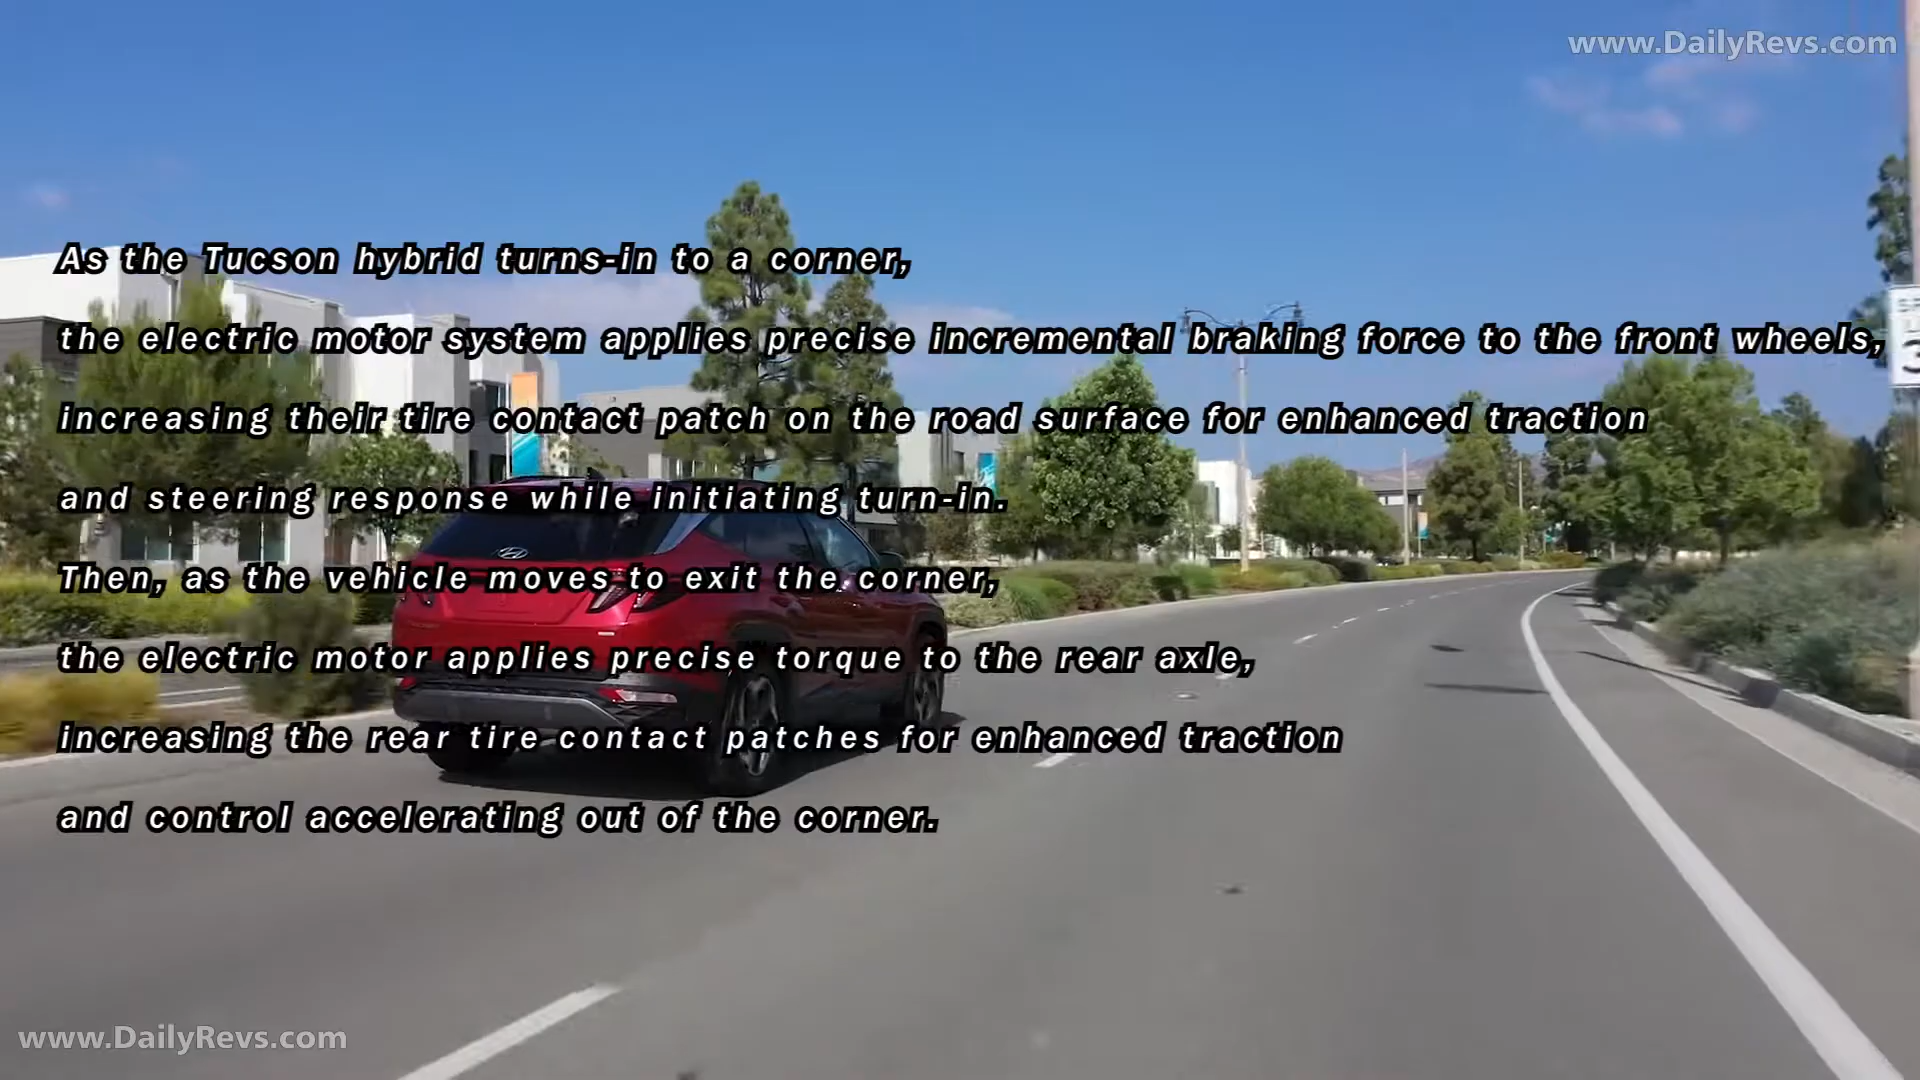 www.DailyRevs.com
As the Tucson hybrid turns-in to a corner,
the electric motor system applies precise incremental braking force to the front wheels,
increasing their tire contact patch on the road surface for enhanced traction
and steering response while initiating turn-in.
Then, as the vehicle moves to exit the corner,
the electric motor applies precise torque to the rear axle,
increasing the rear tire contact patches for enhanced traction
and control accelerating out of the corner.
www.DailyRevs.com